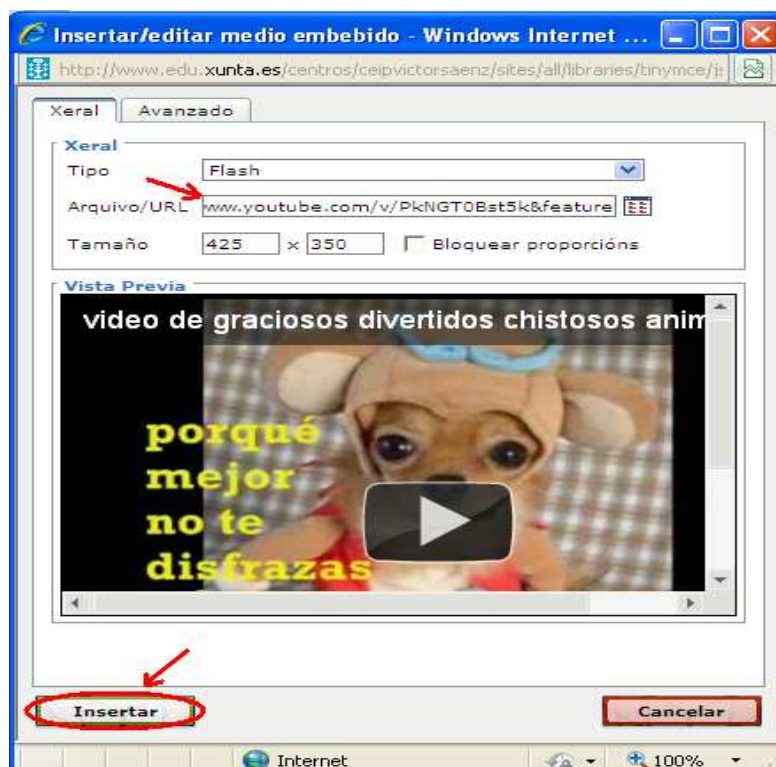 Insertar/editar medio embebido - Windows Internet ...
http://www.edu.xunta.es/centros/ceipvictorsaenz/sites/all/libraries/tinymce/j
Xeral Avanzado
Xeral
Tipo Flash
Arquivo/URL www.youtube.com/v/PkNGT0Bst5k&feature
Tamaño 425 x 350 Bloquear proporcións
Vista Previa
video de graciosos divertidos chistosos anim
porqué
mejor
no te
disfrazas
Insertar Cancelar
Internet 100%